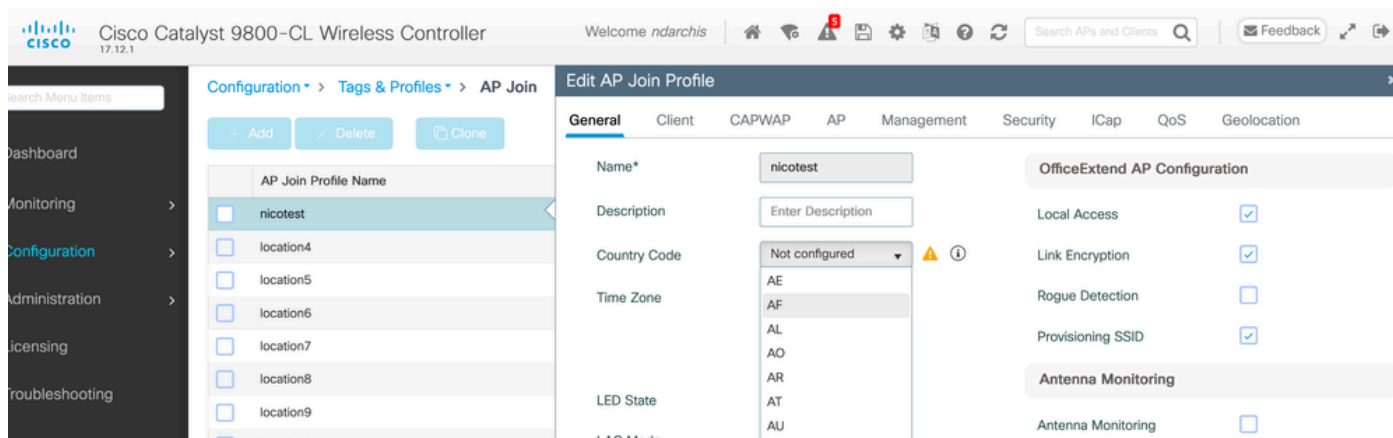 cisco
Cisco Catalyst 9800-CL Wireless Controller
17.12.1
Welcome ndarchis
5
Search APs and Clients
Feedback
Search Menu Items
Dashboard
Monitoring
Configuration
Administration
Licensing
Troubleshooting
Configuration > Tags & Profiles > AP Join
+ Add
× Delete
Clone
AP Join Profile Name
nicotest
location4
location5
location6
location7
location8
location9
Edit AP Join Profile
General Client CAPWAP AP Management Security ICap QoS Geolocation
Name* nicotest
Description Enter Description
Country Code Not configured
AE
Time Zone
AF
AL
AO
AR
LED State
AT
AU
OfficeExtend AP Configuration
Local Access
Link Encryption
Rogue Detection
Provisioning SSID
Antenna Monitoring
Antenna Monitoring